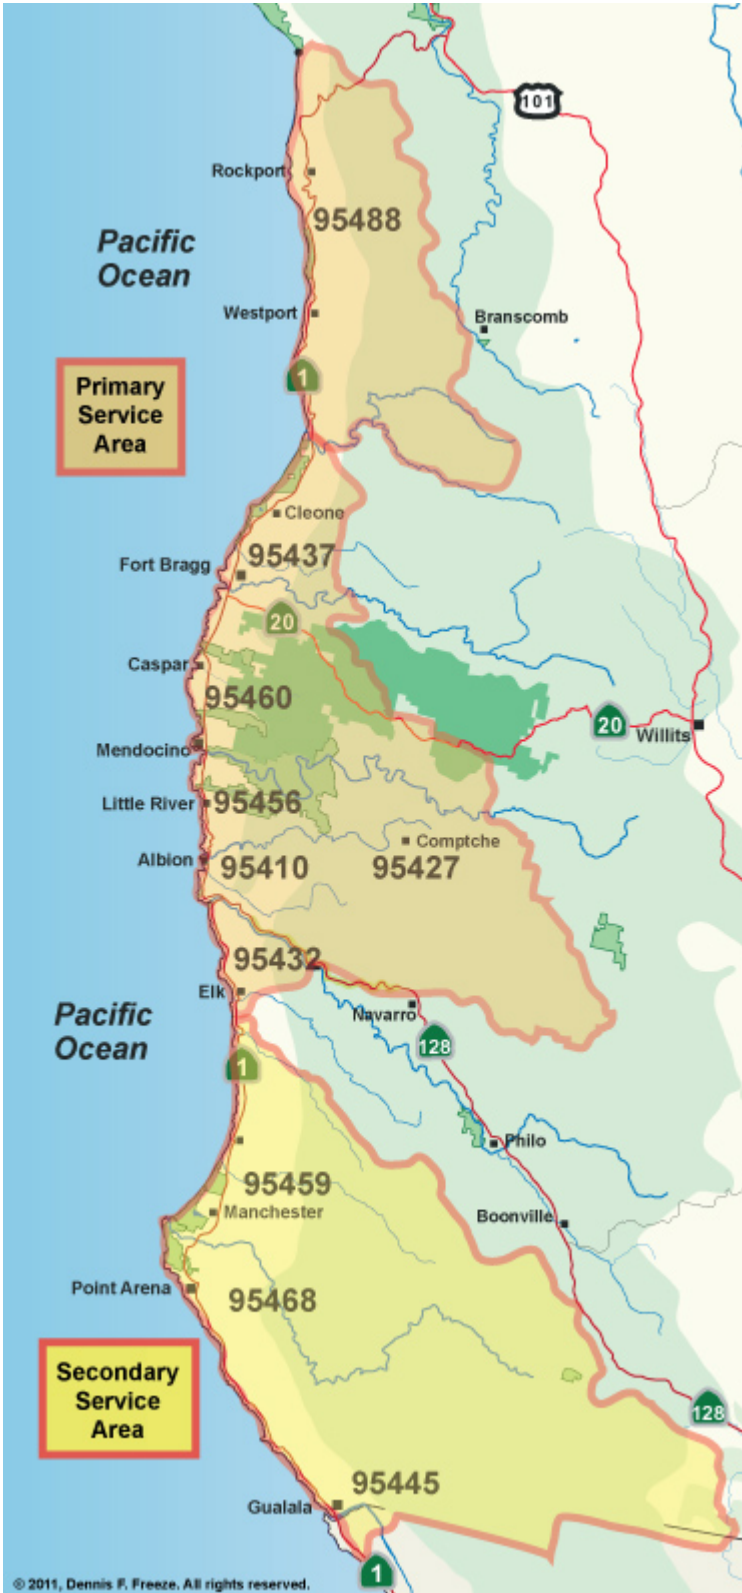 101
Rockport
95488
Pacific
Ocean
Westport
Branscomb
1
Primary
Service
Area
Cleone
95437
Fort Bragg
20
Caspar
95460
20
Willits
Mendocino
Little River
95456
Comptche
Albion
95410
95427
95432
Elk
Navarro
Pacific
Ocean
128
1
Philo
95459
Manchester
Boonville
Point Arena
95468
Secondary
Service
Area
128
95445
Gualala
1
© 2011, Dennis F. Freeze. All rights reserved.